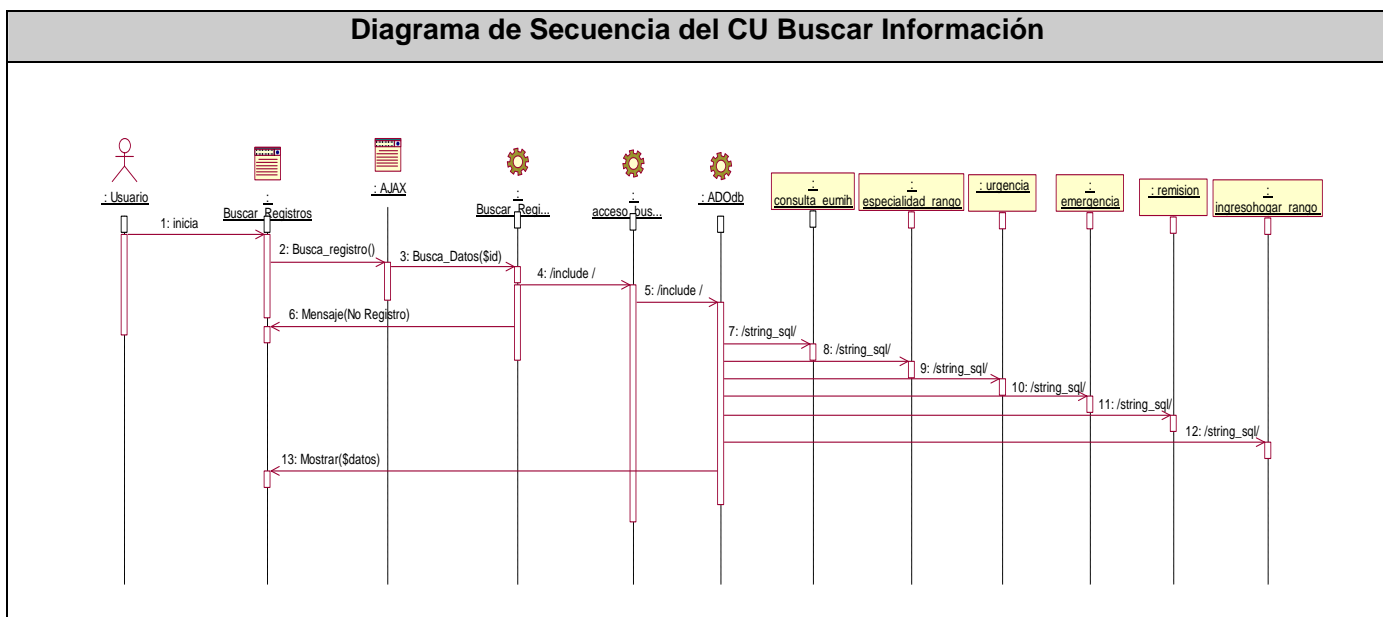 Diagrama de Secuencia del CU Buscar Información
: Usuario
:
Buscar_Registros
: AJAX
:
Buscar_Regi...
:
acceso_bus...
: ADOdb
:
consulta_eumih
:
especialidad_rango
: urgencia
:
emergencia
: remision
:
ingresohogar_rango
1: inicia
2: Busca_registro()
3: Busca_Datos($id)
4: /include /
5: /include /
6: Mensaje(No Registro)
7: /string_sql/
8: /string_sql/
9: /string_sql/
10: /string_sql/
11: /string_sql/
12: /string_sql/
13: Mostrar($datos)